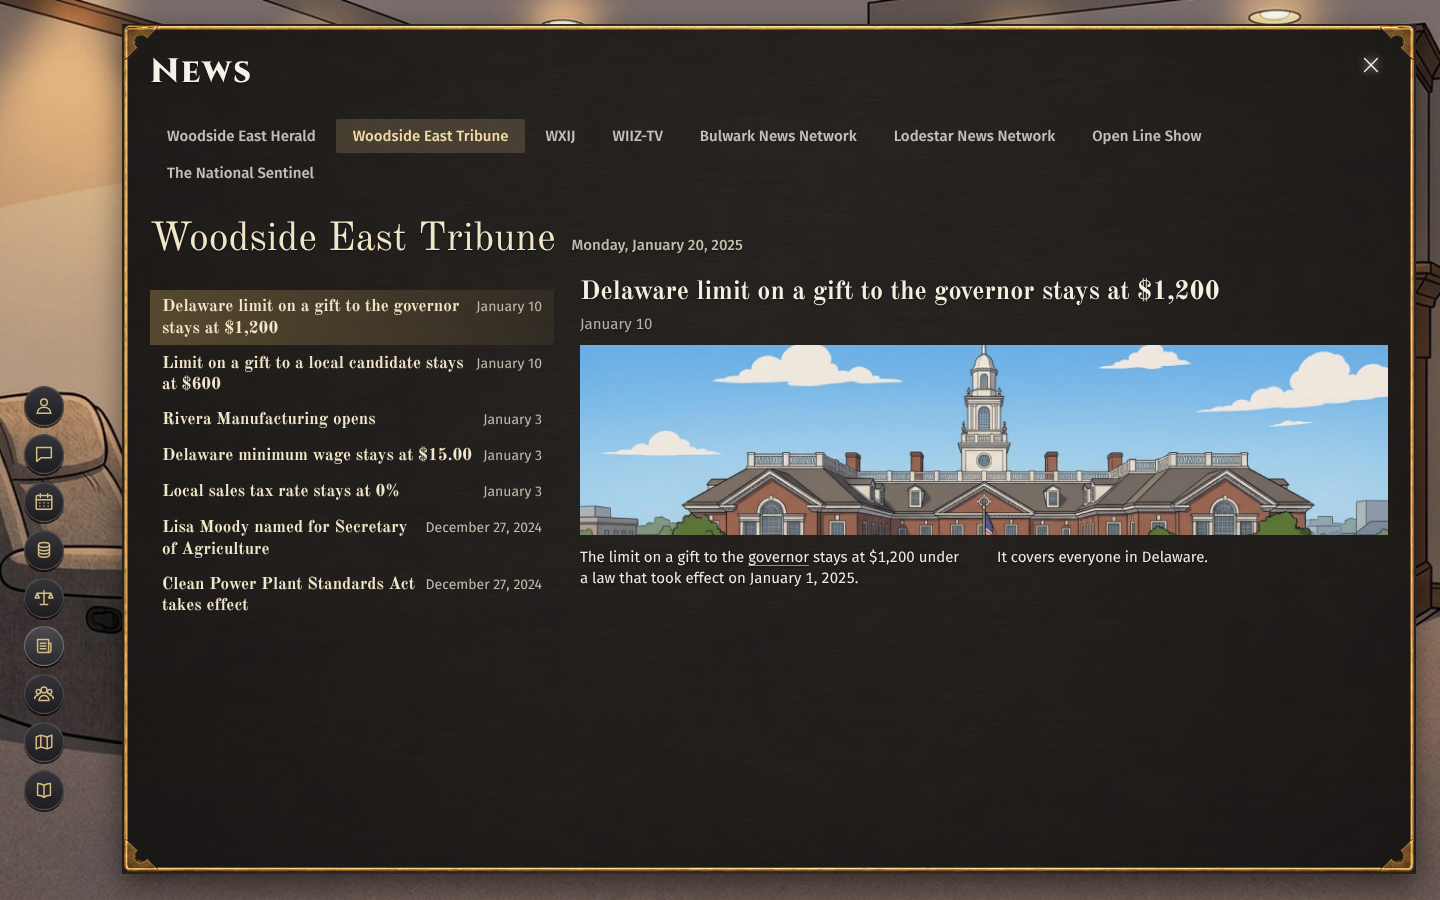 News
Woodside East Herald
Woodside East Tribune
WXIJ
WIIZ-TV
Bulwark News Network
Lodestar News Network
Open Line Show
The National Sentinel
Woodside East Tribune
Monday, January 20, 2025
Delaware limit on a gift to the governor
stays at $1,200
January 10
Limit on a gift to a local candidate stays
at $600
January 10
Rivera Manufacturing opens
January 3
Delaware minimum wage stays at $15.00
January 3
Local sales tax rate stays at 0%
January 3
Lisa Moody named for Secretary
of Agriculture
December 27, 2024
Clean Power Plant Standards Act
takes effect
December 27, 2024
Delaware limit on a gift to the governor stays at $1,200
January 10
The limit on a gift to the governor stays at $1,200 under
a law that took effect on January 1, 2025.
It covers everyone in Delaware.